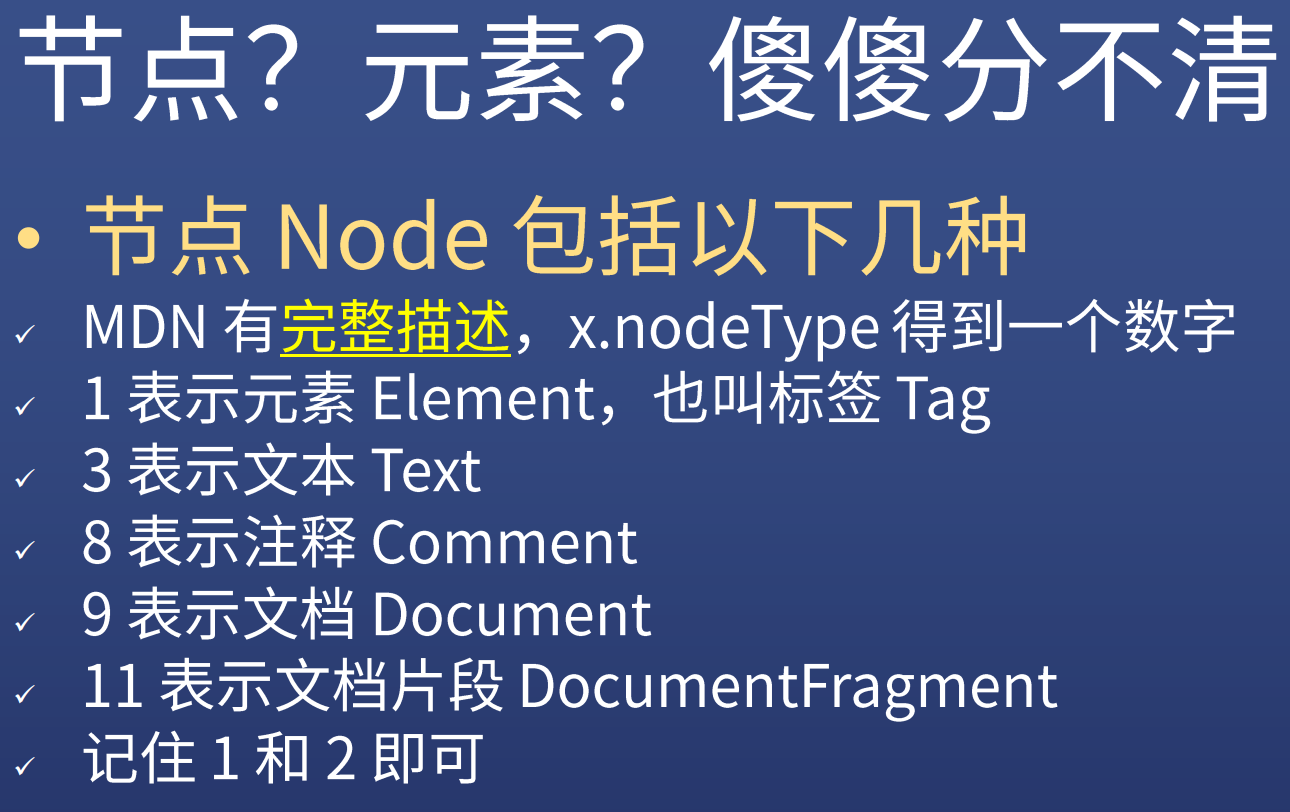 节点？元素？傻傻分不清
• 节点 Node 包括以下几种
✓ MDN 有完整描述，x.nodeType 得到一个数字
✓ 1 表示元素 Element，也叫标签 Tag
✓ 3 表示文本 Text
✓ 8 表示注释 Comment
✓ 9 表示文档 Document
✓ 11 表示文档片段 DocumentFragment
✓ 记住 1 和 2 即可